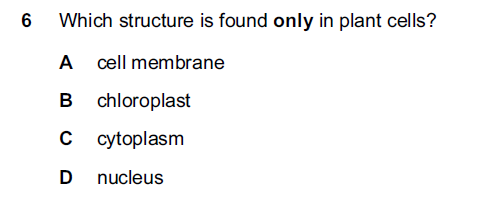 6 Which structure is found only in plant cells?
A cell membrane
B chloroplast
C cytoplasm
D nucleus